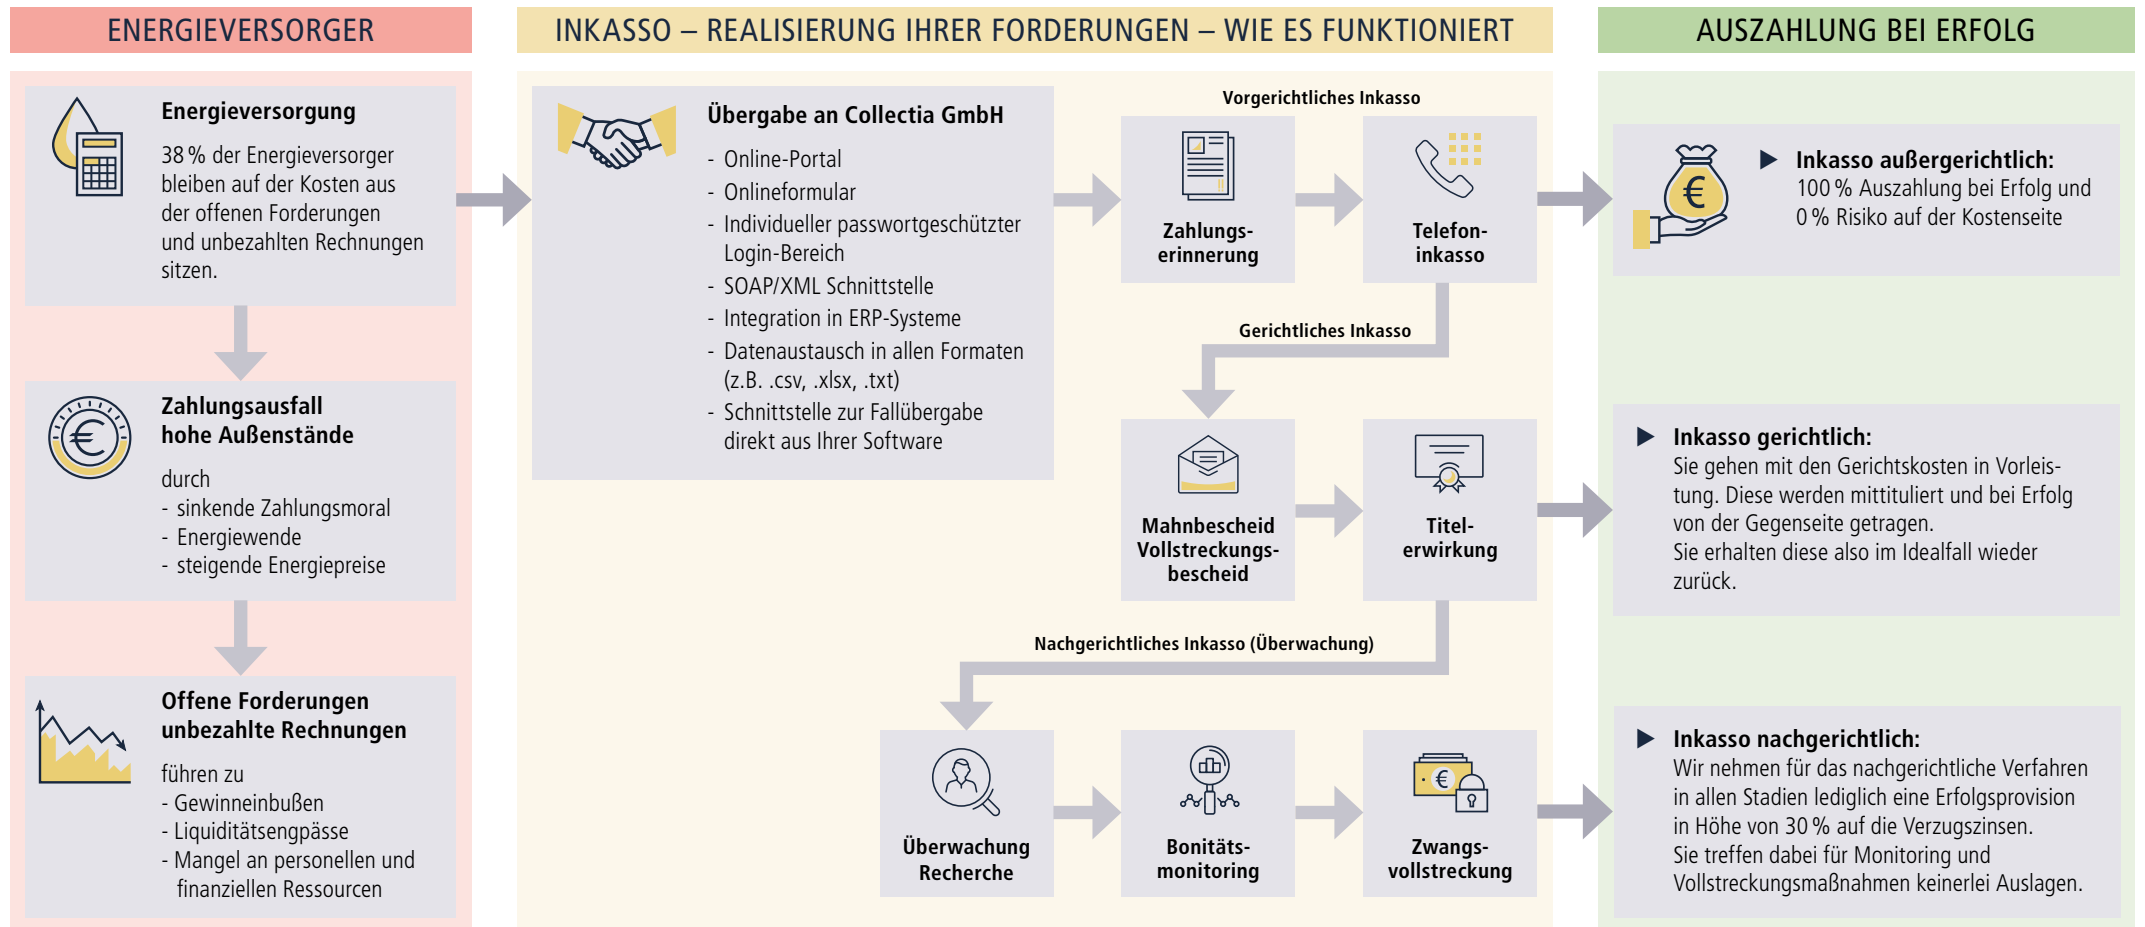 ENERGIEVERSORGER
Energieversorgung
38 % der Energieversorger
bleiben auf der Kosten aus
der offenen Forderungen
und unbezahlten Rechnungen
sitzen.
Zahlungsausfall
hohe Außenstände
durch
- sinkende Zahlungsmoral
- Energiewende
- steigende Energiepreise
Offene Forderungen
unbezahlte Rechnungen
führen zu
- Gewinneinbußen
- Liquiditätsengpässe
- Mangel an personellen und
finanziellen Ressourcen
INKASSO – REALISIERUNG IHRER FORDERUNGEN – WIE ES FUNKTIONIERT
Übergabe an Collectia GmbH
- Online-Portal
- Onlineformular
- Individueller passwortgeschützter
Login-Bereich
- SOAP/XML Schnittstelle
- Integration in ERP-Systeme
- Datenaustausch in allen Formaten
(z.B. .csv, .xlsx, .txt)
- Schnittstelle zur Fallübergabe
direkt aus Ihrer Software
Vorgerichtliches Inkasso
Zahlungs-
erinnerung
Telefon-
inkasso
Gerichtliches Inkasso
Mahnbescheid
Vollstreckungs-
bescheid
Titel-
erwirkung
Nachgerichtliches Inkasso (Überwachung)
Überwachung
Recherche
Bonitäts-
monitoring
€
Zwangs-
vollstreckung
AUSZAHLUNG BEI ERFOLG
€
Inkasso außergerichtlich:
100 % Auszahlung bei Erfolg und
0 % Risiko auf der Kostenseite
Inkasso gerichtlich:
Sie gehen mit den Gerichtskosten in Vorleis-
tung. Diese werden mittituliert und bei Erfolg
von der Gegenseite getragen.
Sie erhalten diese also im Idealfall wieder
zurück.
Inkasso nachgerichtlich:
Wir nehmen für das nachgerichtliche Verfahren
in allen Stadien lediglich eine Erfolgsprovision
in Höhe von 30 % auf die Verzugszinsen.
Sie treffen dabei für Monitoring und
Vollstreckungsmaßnahmen keinerlei Auslagen.